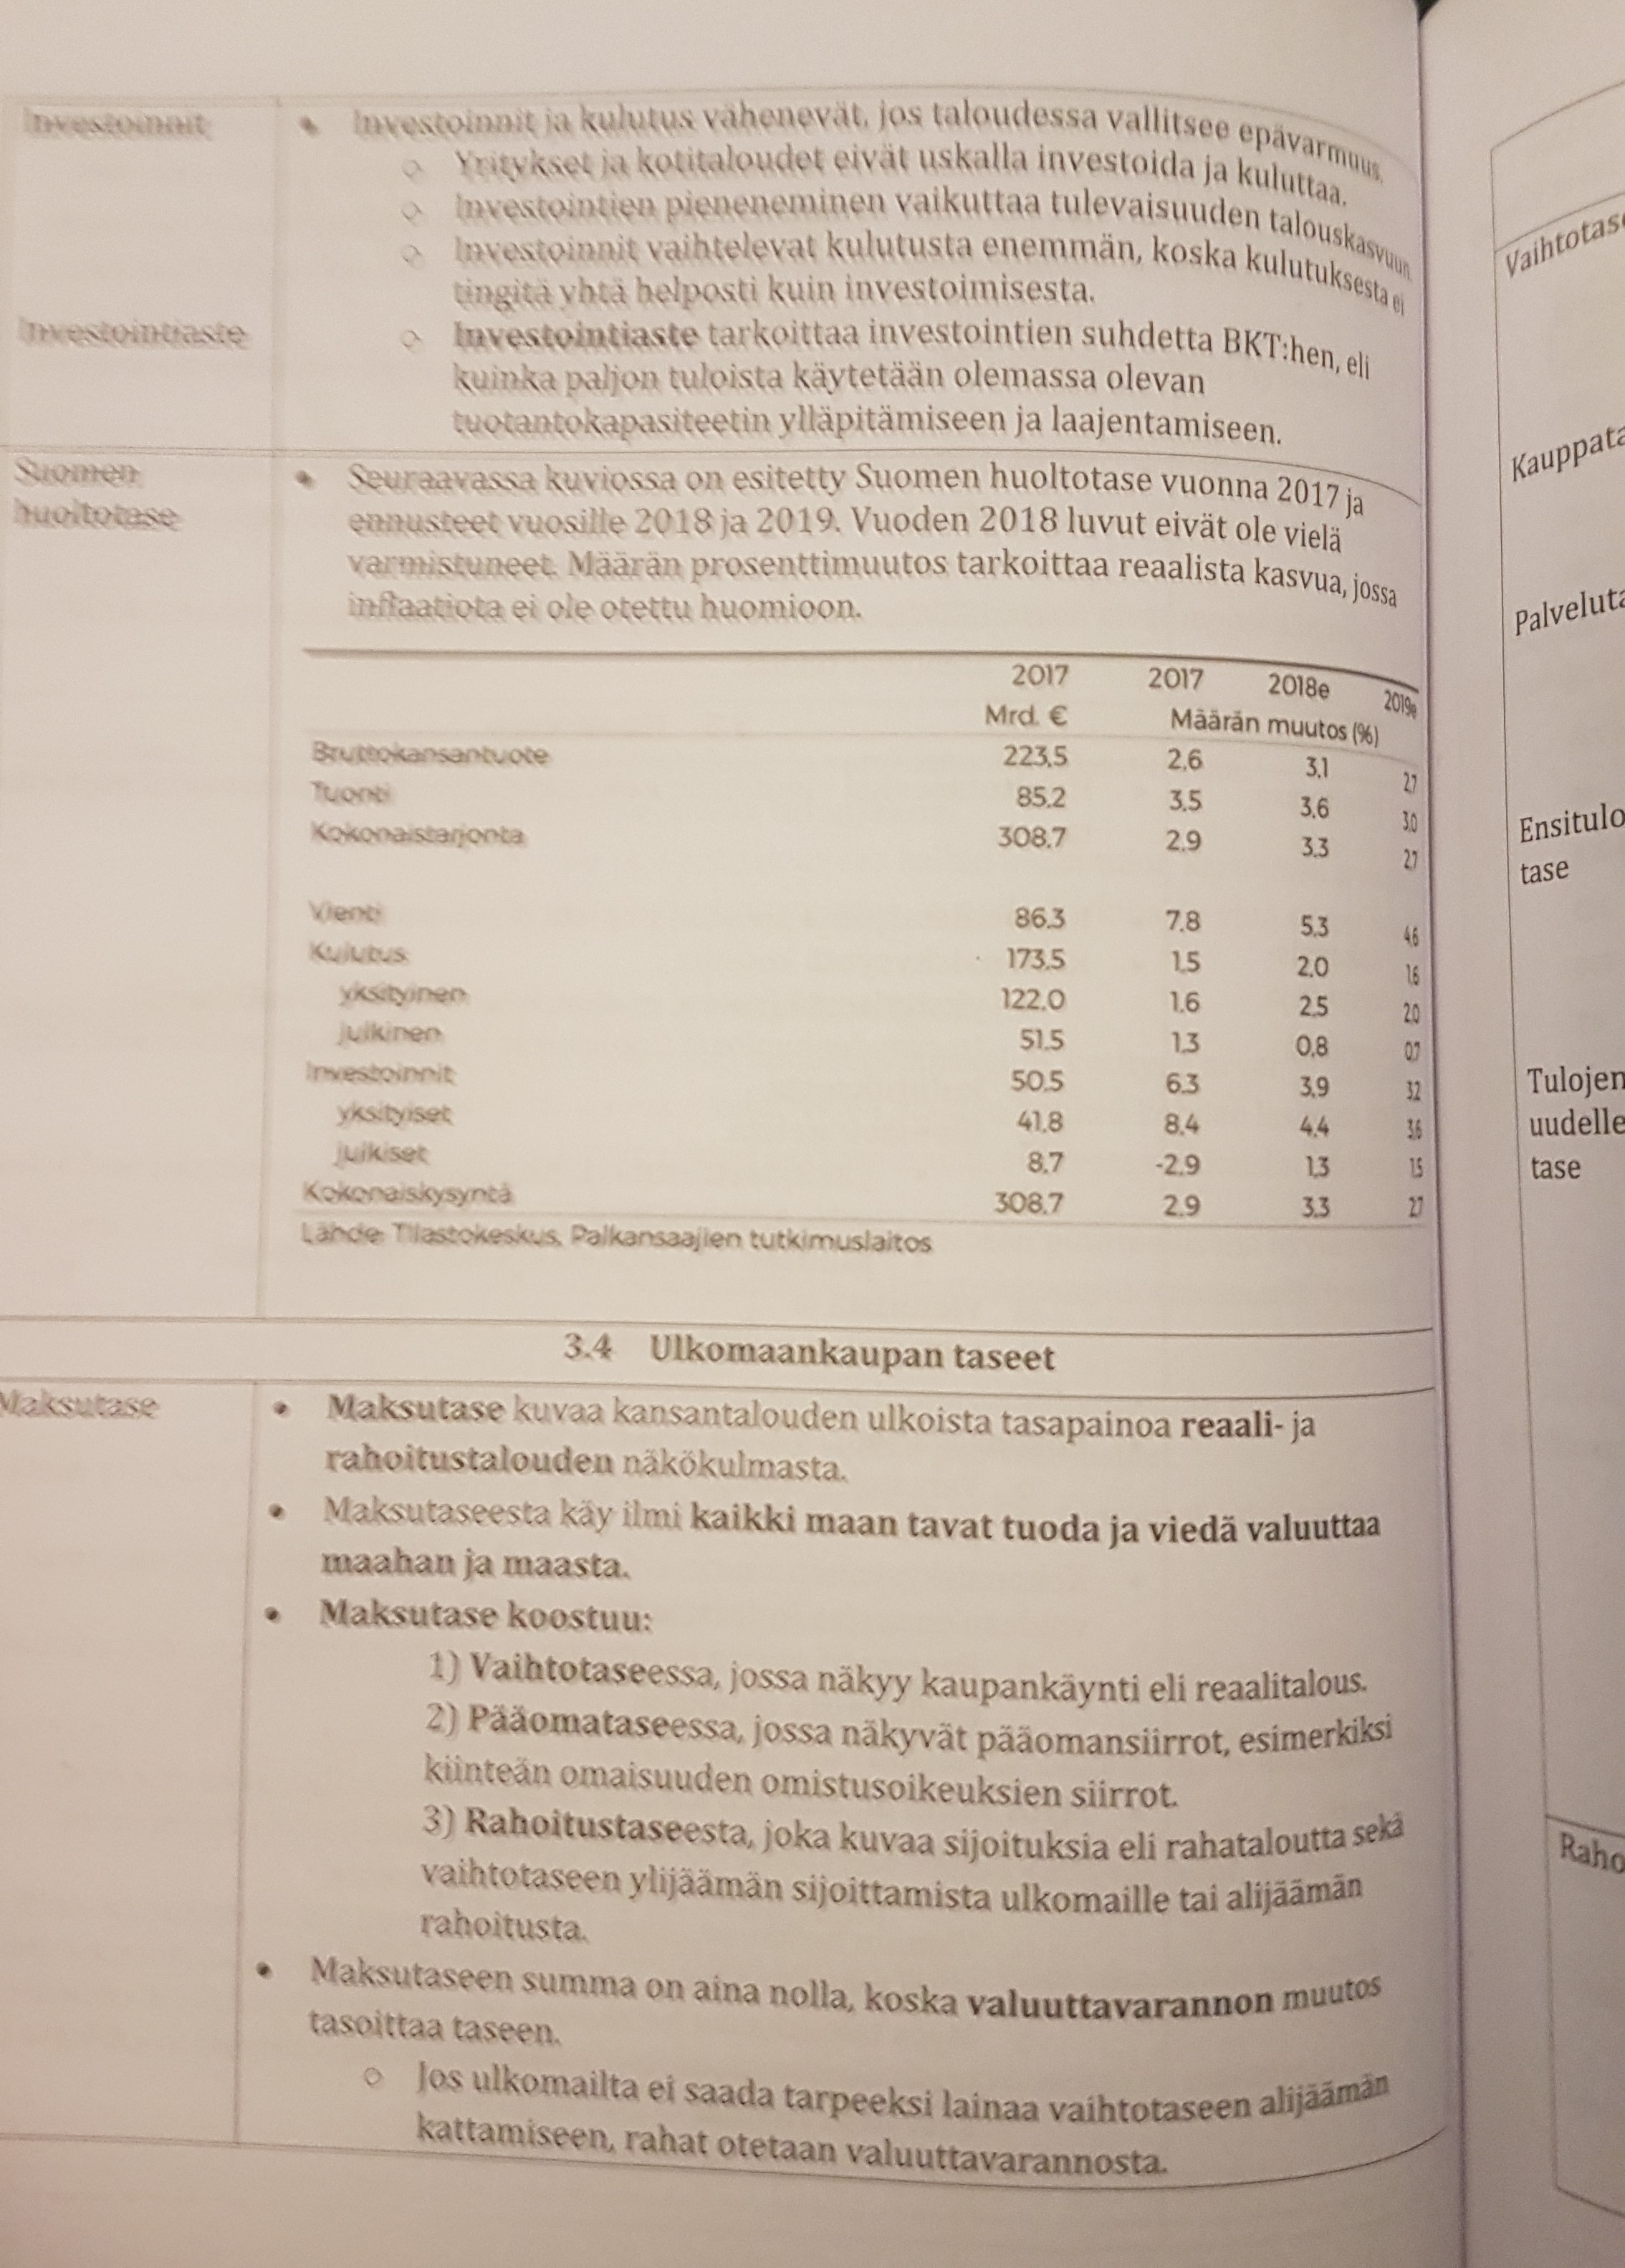 Investoinnit
• Investoinnit ja kulutus vähenevät, jos taloudessa vallitsee epävarmuus.
○ Yritykset ja kotitaloudet eivät uskalla investoida ja kuluttaa.
○ Investointien pieneneminen vaikuttaa tulevaisuuden talouskasvuun.
○ Investoinnit vaihtelevat kulutusta enemmän, koska kulutuksesta ei
tingitä yhtä helposti kuin investoimisesta.
Investointiaste
○ Investointiaste tarkoittaa investointien suhdetta BKT:hen, eli
kuinka paljon tuloista käytetään olemassa olevan
tuotantokapasiteetin ylläpitämiseen ja laajentamiseen.
Suomen
huoltotase
• Seuraavassa kuviossa on esitetty Suomen huoltotase vuonna 2017 ja
ennusteet vuosille 2018 ja 2019. Vuoden 2018 luvut eivät ole vielä
varmistuneet. Määrän prosenttimuutos tarkoittaa reaalista kasvua, jossa
inflaatiota ei ole otettu huomioon.
2017 2017 2018e 2019e
Mrd. € Määrän muutos (%)
Bruttokansantuote 223,5 2,6 3,1 2,7
Tuonti 85,2 3,5 3,6 3,0
Kokonaistarjonta 308,7 2,9 3,3 2,7
Vienti 86,3 7,8 5,3 4,6
Kulutus 173,5 1,5 2,0 1,6
yksityinen 122,0 1,6 2,5 2,0
julkinen 51,5 1,3 0,8 0,7
Investoinnit 50,5 6,3 3,9 3,2
yksityiset 41,8 8,4 4,4 3,6
julkiset 8,7 -2,9 1,3 1,5
Kokonaiskysyntä 308,7 2,9 3,3 2,7
Lähde: Tilastokeskus, Palkansaajien tutkimuslaitos
3.4 Ulkomaankaupan taseet
Maksutase
• Maksutase kuvaa kansantalouden ulkoista tasapainoa reaali- ja
rahoitustalouden näkökulmasta.
• Maksutaseesta käy ilmi kaikki maan tavat tuoda ja viedä valuuttaa
maahan ja maasta.
• Maksutase koostuu:
1) Vaihtotaseessa, jossa näkyy kaupankäynti eli reaalitalous.
2) Pääomataseessa, jossa näkyvät pääomansiirrot, esimerkiksi
kiinteän omaisuuden omistusoikeuksien siirrot.
3) Rahoitustaseesta, joka kuvaa sijoituksia eli rahataloutta sekä
vaihtotaseen ylijäämän sijoittamista ulkomaille tai alijäämän
rahoitusta.
• Maksutaseen summa on aina nolla, koska valuuttavarannon muutos
tasoittaa taseen.
○ Jos ulkomailta ei saada tarpeeksi lainaa vaihtotaseen alijäämän
kattamiseen, rahat otetaan valuuttavarannosta.
Vaihtotas
Kauppata
Palveluta
Ensitulo
tase
Tulojen
uudelle
tase
Raho